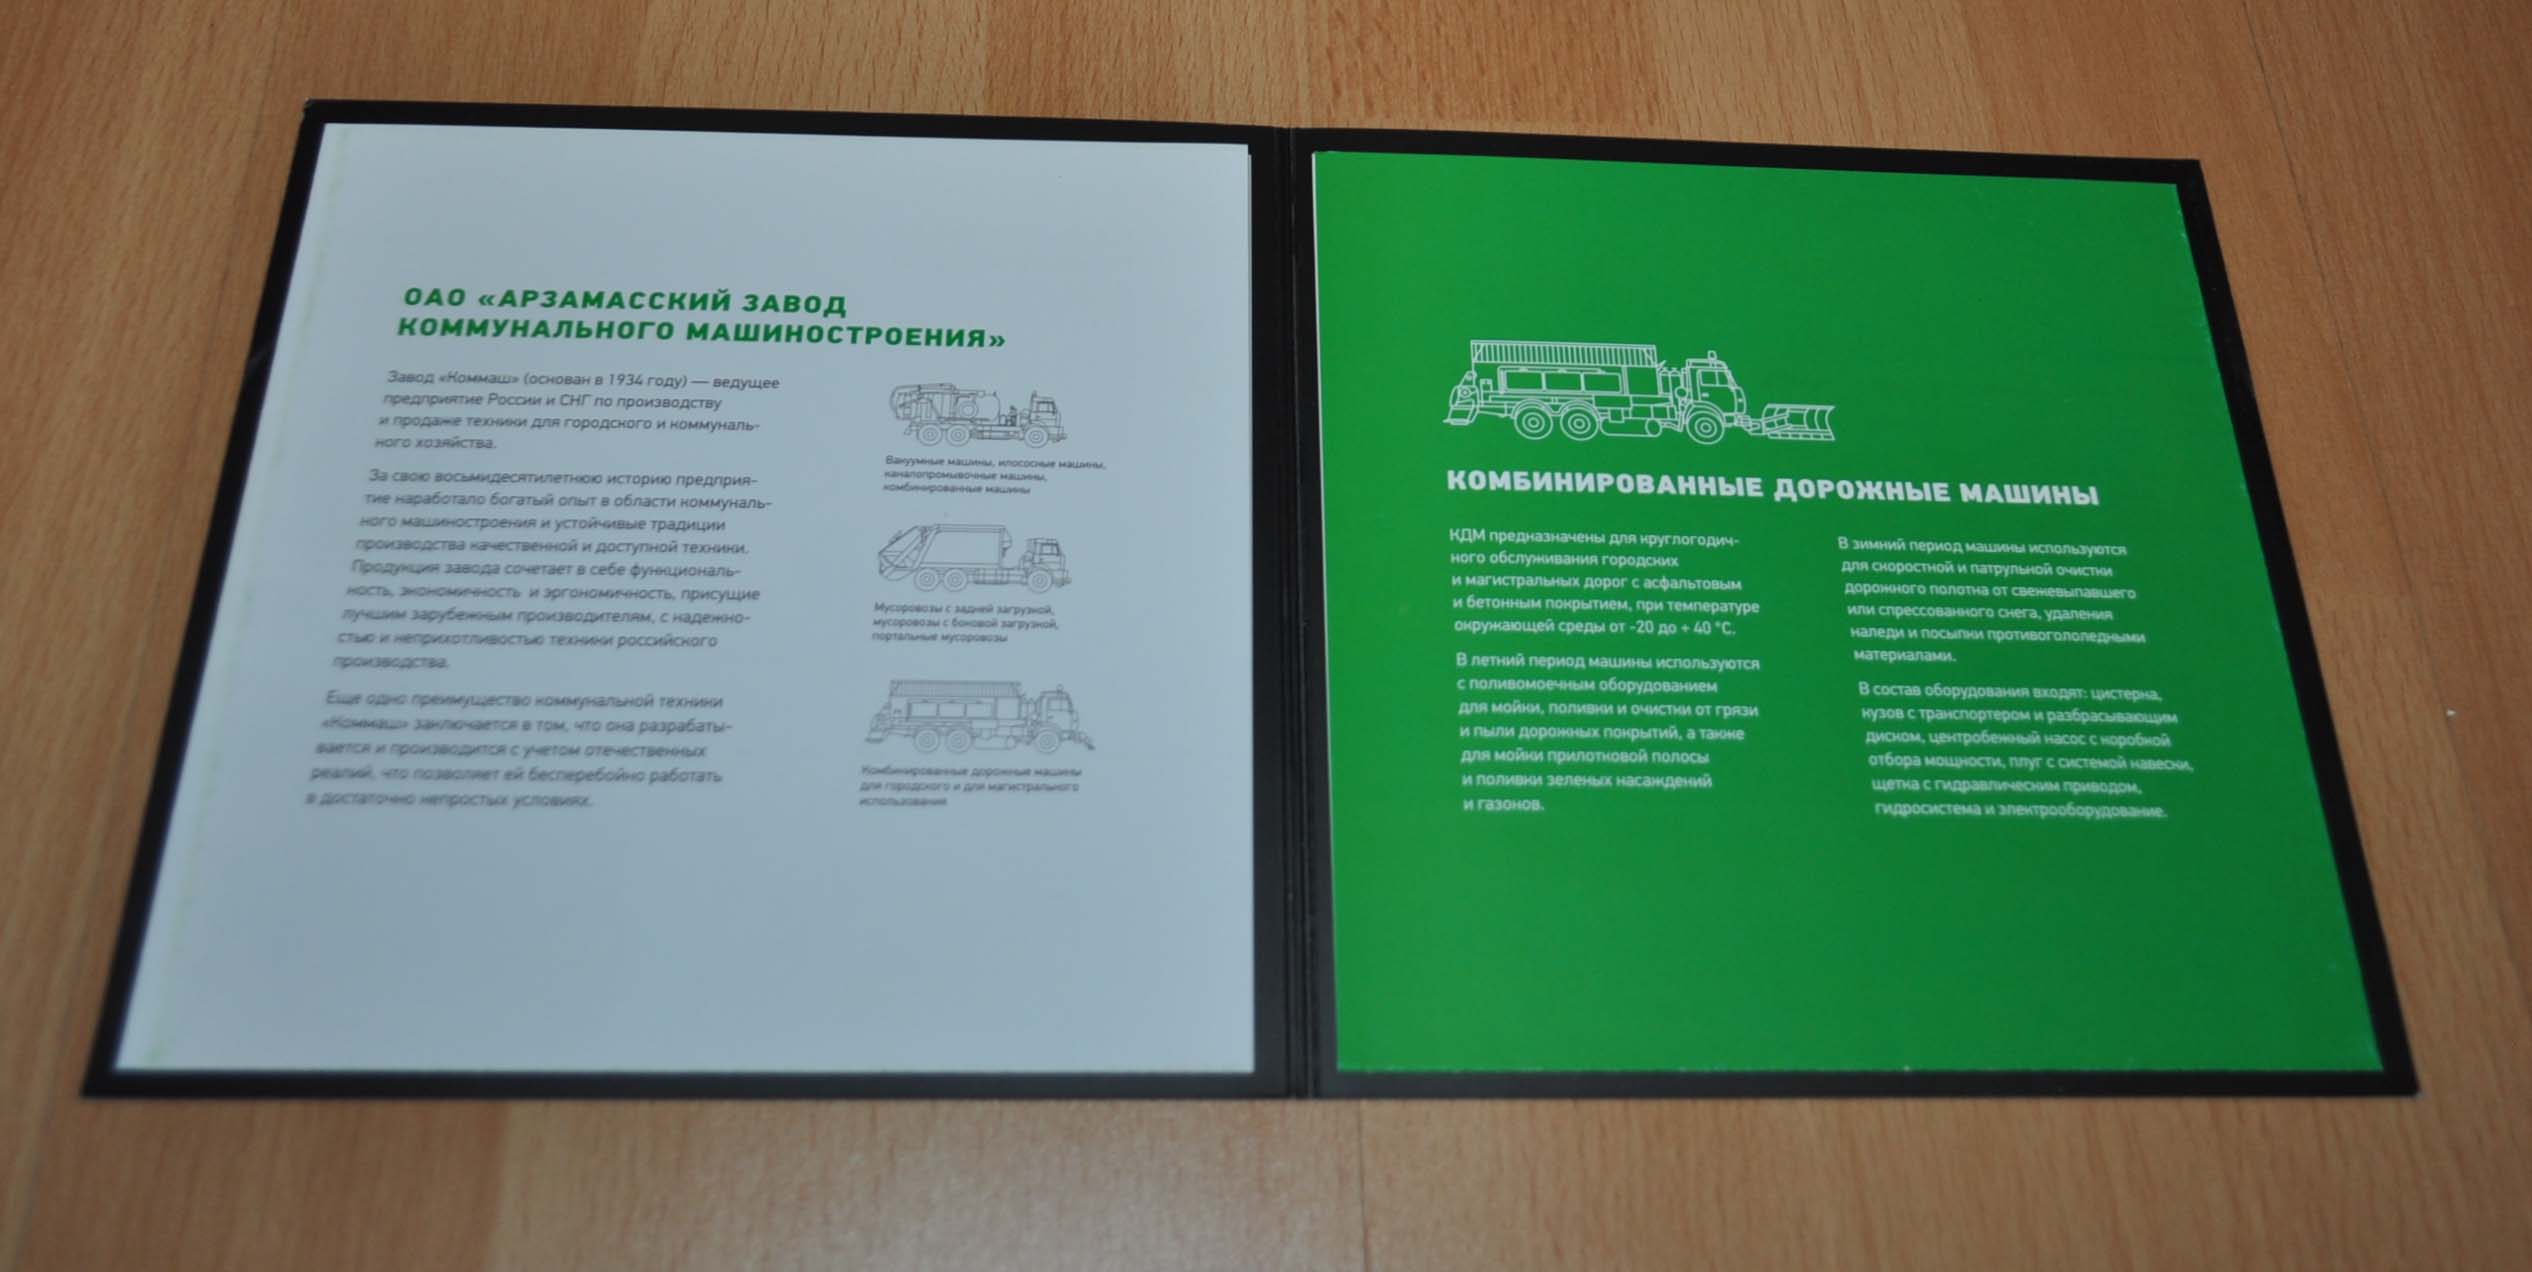 ОАО «АРЗАМАССКИЙ ЗАВОД
КОММУНАЛЬНОГО МАШИНОСТРОЕНИЯ»
Завод «Коммаш» (основан в 1934 году) — ведущее
предприятие России и СНГ по производству
и продаже техники для городского и коммуналь-
ного хозяйства.
За свою восьмидесятилетнюю историю предприя-
тие наработало богатый опыт в области коммуналь-
ного машиностроения и устойчивые традиции
производства качественной и доступной техники.
Продукция завода сочетает в себе функциональ-
ность, экономичность и эргономичность, присущие
лучшим зарубежным производителям, с надежно-
стью и неприхотливостью техники российского
производства.
Еще одно преимущество коммунальной техники
«Коммаш» заключается в том, что она разрабаты-
вается и производится с учетом отечественных
реалий, что позволяет ей бесперебойно работать
в достаточно непростых условиях.
Вакуумные машины, илососные машины,
каналопромывочные машины,
комбинированные машины
Мусоровозы с задней загрузкой,
мусоровозы с боковой загрузкой,
портальные мусоровозы
Комбинированные дорожные машины
для городского и для магистрального
использования
КОМБИНИРОВАННЫЕ ДОРОЖНЫЕ МАШИНЫ
КДМ предназначены для круглогодич-
ного обслуживания городских
и магистральных дорог с асфальтовым
и бетонным покрытием, при температуре
окружающей среды от -20 до + 40 °С.
В летний период машины используются
с поливомоечным оборудованием
для мойки, поливки и очистки от грязи
и пыли дорожных покрытий, а также
для мойки прилотковой полосы
и поливки зеленых насаждений
и газонов.
В зимний период машины используются
для скоростной и патрульной очистки
дорожного полотна от свежевыпавшего
или спрессованного снега, удаления
наледи и посыпки противогололедными
материалами.
В состав оборудования входят: цистерна,
кузов с транспортером и разбрасывающим
диском, центробежный насос с коробкой
отбора мощности, плуг с системой навески,
щетка с гидравлическим приводом,
гидросистема и электрооборудование.